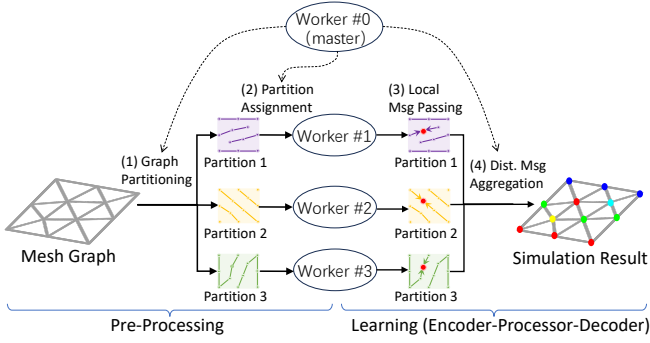 Worker #0
(master)
(2) Partition
Assignment
(3) Local
Msg Passing
(1) Graph
Partitioning
Worker #1
Partition 1
Partition 1
(4) Dist. Msg
Aggregation
Worker #2
Partition 2
Partition 2
Mesh Graph
Simulation Result
Worker #3
Partition 3
Partition 3
Pre-Processing
Learning (Encoder-Processor-Decoder)